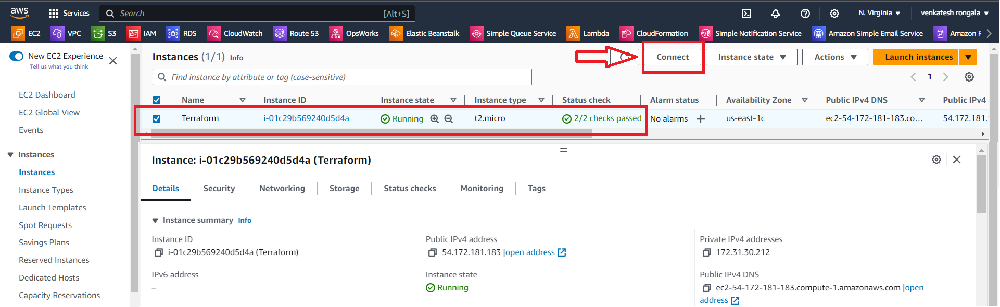 aws Services Search [Alt+S] N. Virginia venkatesh rongala
EC2 VPC S3 IAM RDS CloudWatch Route 53 OpsWorks Elastic Beanstalk Simple Queue Service Lambda CloudFormation Simple Notification Service Amazon Simple Email Service Amazon R
New EC2 Experience
Tell us what you think
EC2 Dashboard
EC2 Global View
Events
Instances
Instances
Instance Types
Launch Templates
Spot Requests
Savings Plans
Reserved Instances
Dedicated Hosts
Capacity Reservations
Instances (1/1) Info Connect Instance state Actions Launch instances
Find instance by attribute or tag (case-sensitive) 1
Name Instance ID Instance state Instance type Status check Alarm status Availability Zone Public IPv4 DNS Public IPv4
Terraform i-01c29b569240d5d4a Running t2.micro 2/2 checks passed No alarms us-east-1c ec2-54-172-181-183.co... 54.172.181.
Instance: i-01c29b569240d5d4a (Terraform)
Details Security Networking Storage Status checks Monitoring Tags
Instance summary Info
Instance ID
i-01c29b569240d5d4a (Terraform)
Public IPv4 address
54.172.181.183 |open address
Private IPv4 addresses
172.31.30.212
IPv6 address
–
Instance state
Running
Public IPv4 DNS
ec2-54-172-181-183.compute-1.amazonaws.com |open
address